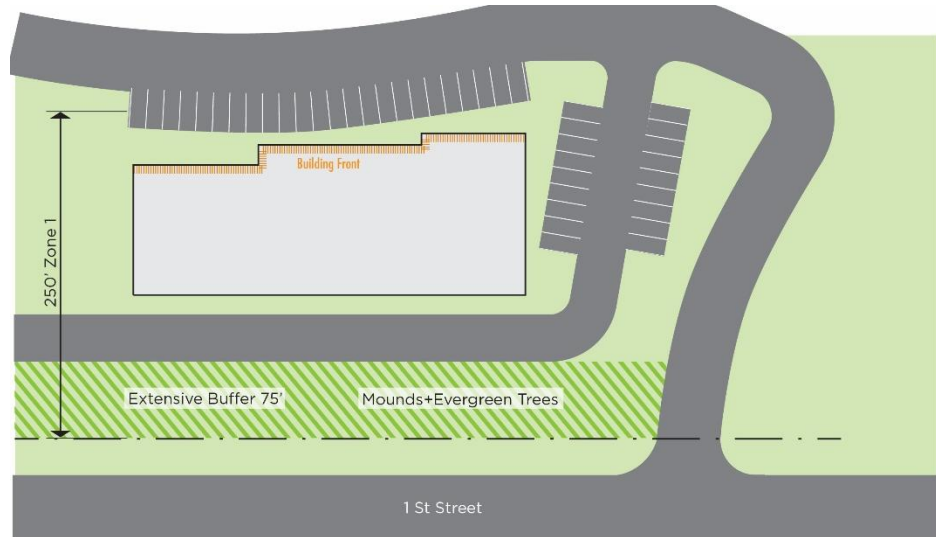 Building Front
250' Zone 1
Extensive Buffer 75'
Mounds+Evergreen Trees
1 St Street